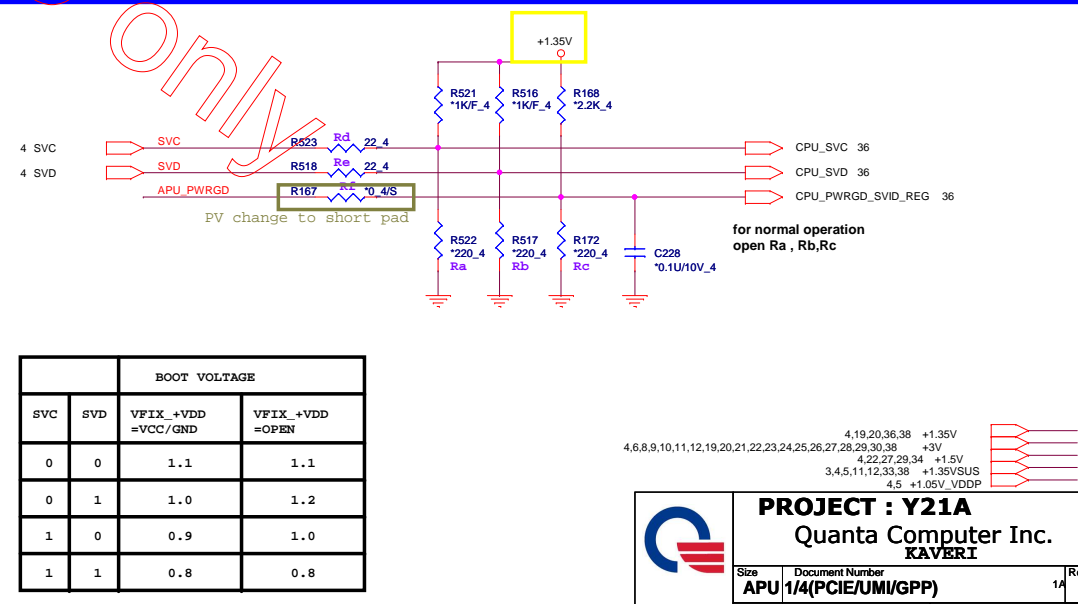 only
+1.35V
R521
*1K/F_4
R516
*1K/F_4
R168
*2.2K_4
4 SVC
SVC
R523
Rd
22_4
CPU_SVC 36
4 SVD
SVD
R518
Re
22_4
CPU_SVD 36
APU_PWRGD
R167
Rf
*0_4/S
CPU_PWRGD_SVID_REG 36
PV change to short pad
R522
*220_4
Ra
R517
*220_4
Rb
R172
*220_4
Rc
C228
*0.1U/10V_4
for normal operation
open Ra , Rb,Rc
BOOT VOLTAGE
SVC SVD VFIX_+VDD =VCC/GND VFIX_+VDD =OPEN
0 0 1.1 1.1
0 1 1.0 1.2
1 0 0.9 1.0
1 1 0.8 0.8
4,19,20,36,38 +1.35V
4,6,8,9,10,11,12,19,20,21,22,23,24,25,26,27,28,29,30,38 +3V
4,22,27,29,34 +1.5V
3,4,5,11,12,33,38 +1.35VSUS
4,5 +1.05V_VDDP
PROJECT : Y21A
Quanta Computer Inc.
KAVERI
Size Document Number
APU 1/4(PCIE/UMI/GPP) 1A